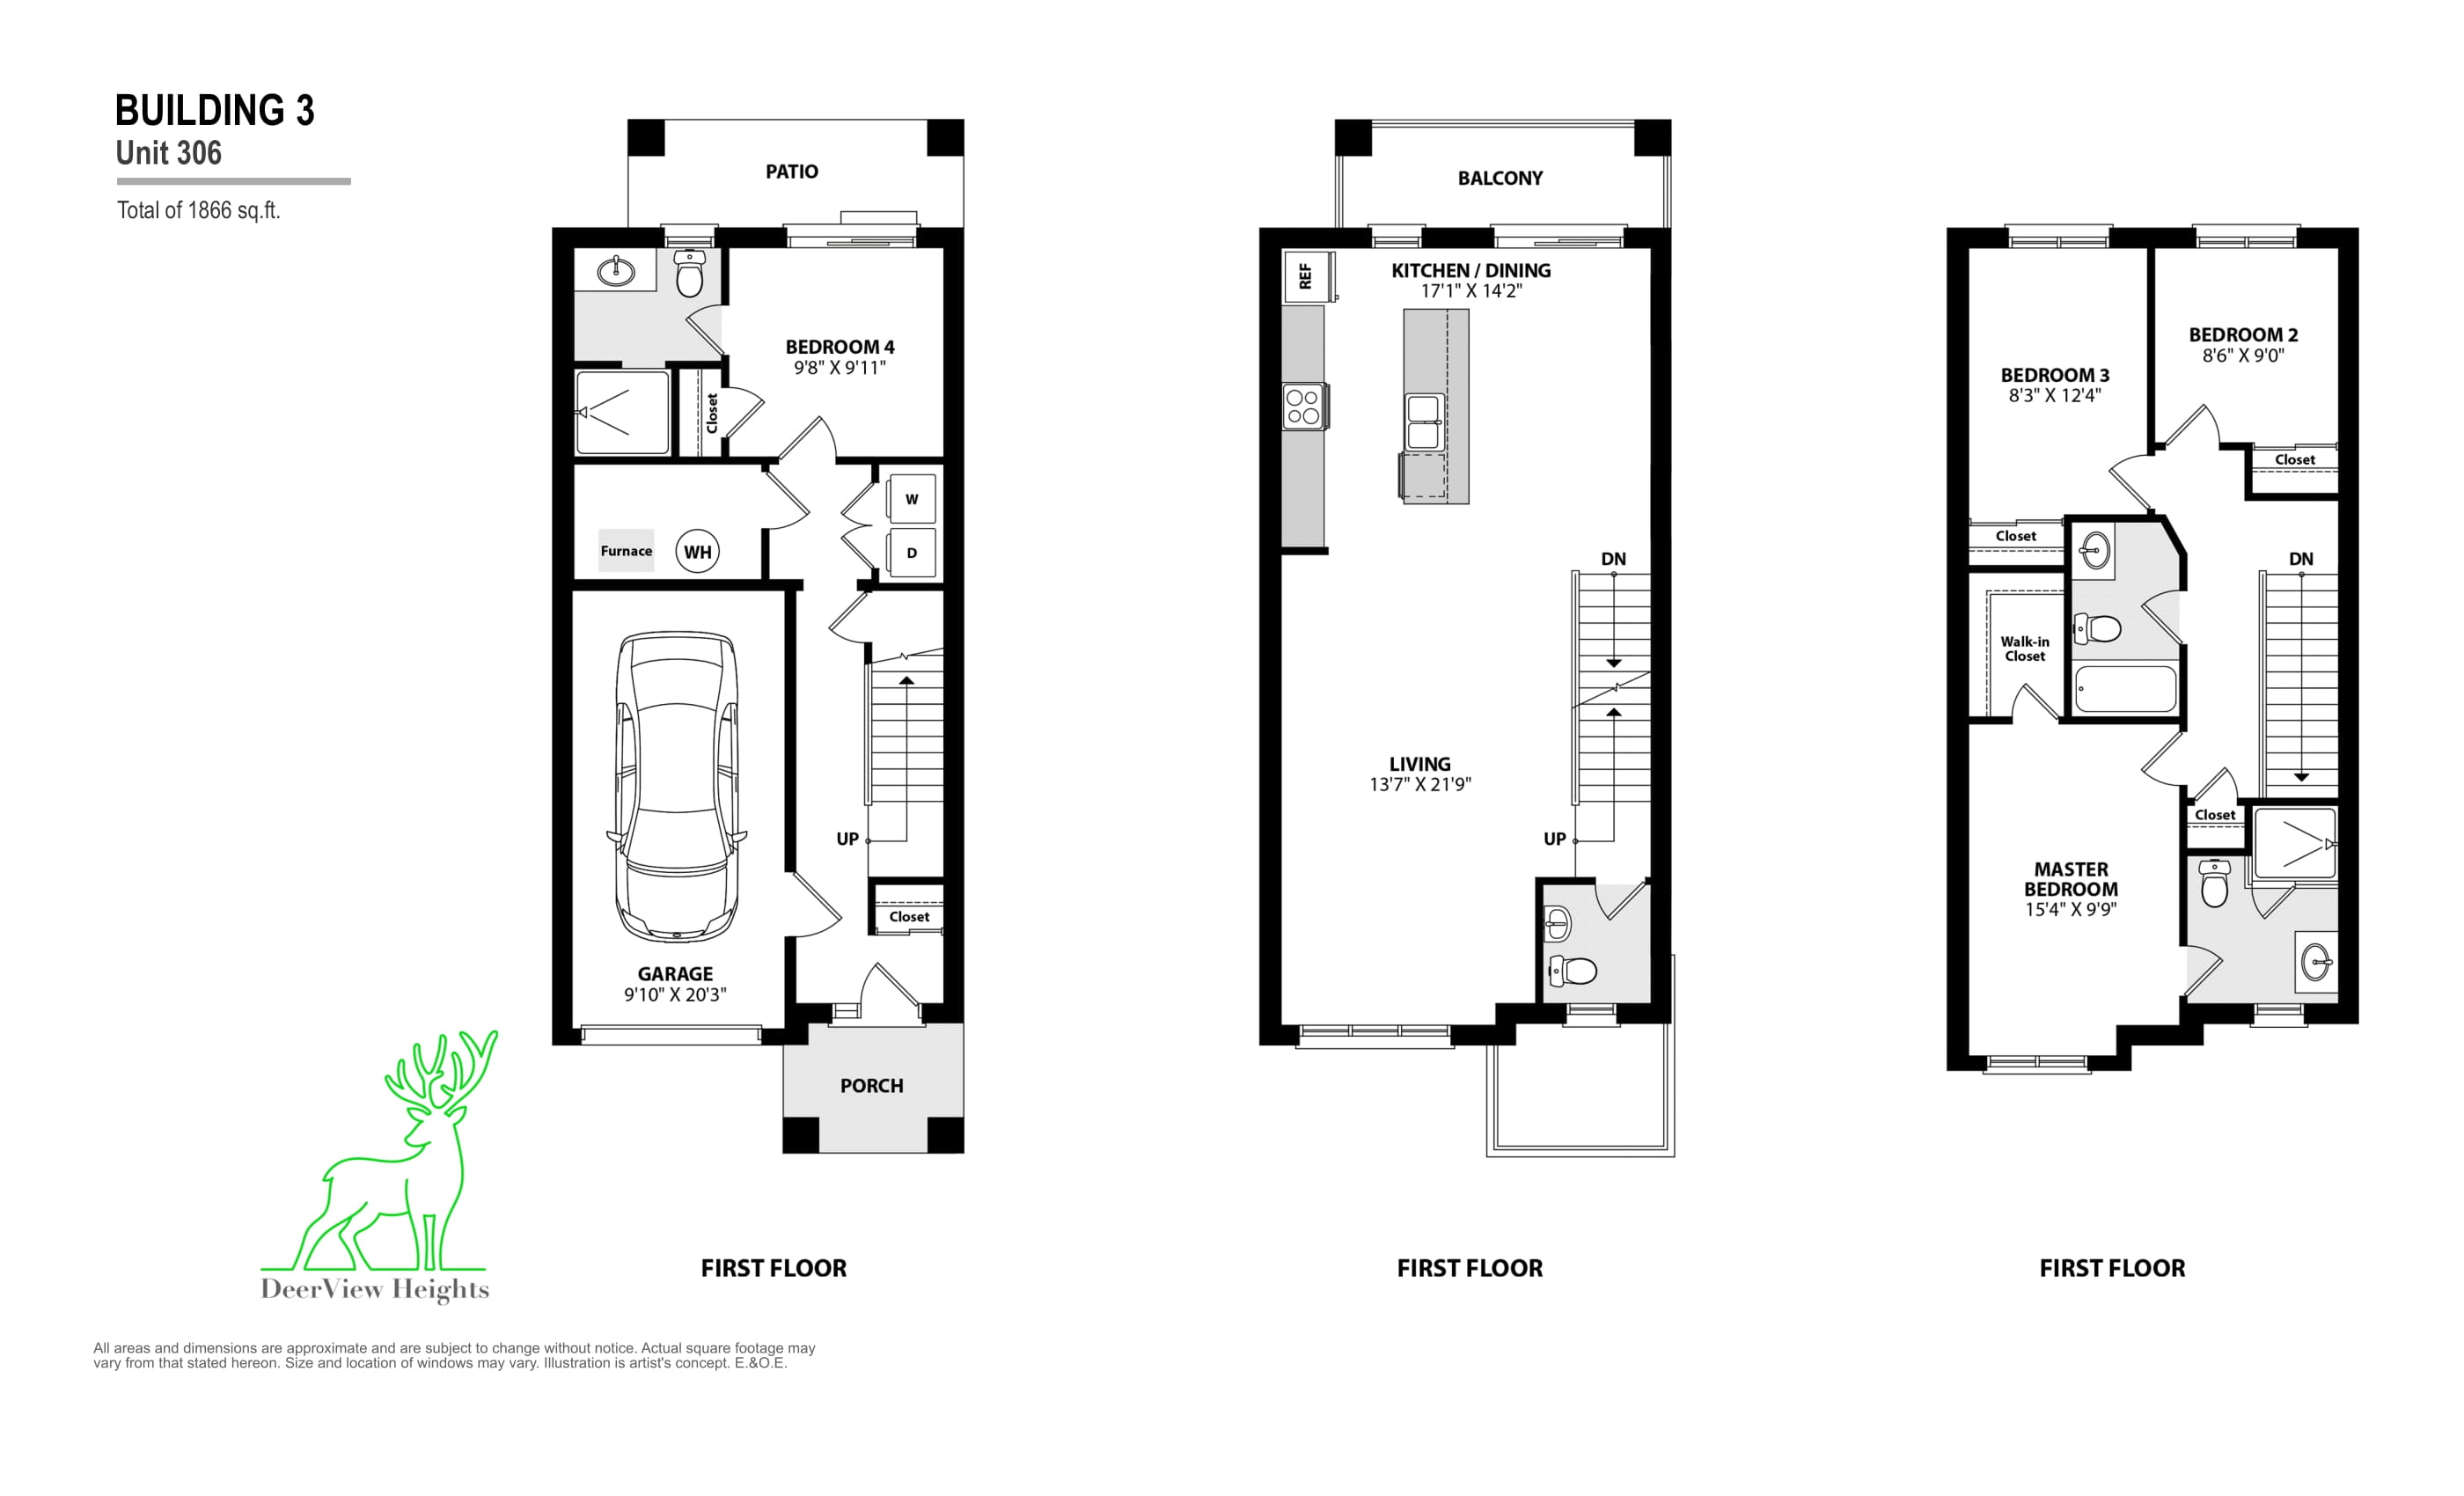 BUILDING 3
Unit 306
Total of 1866 sq.ft.
PATIO
BEDROOM 4
9'8" X 9'11"
Closet
W
D
Furnace
WH
UP
Closet
GARAGE
9'10" X 20'3"
PORCH
FIRST FLOOR
BALCONY
REF
KITCHEN / DINING
17'1" X 14'2"
DN
LIVING
13'7" X 21'9"
UP
FIRST FLOOR
BEDROOM 2
8'6" X 9'0"
BEDROOM 3
8'3" X 12'4"
Closet
Closet
DN
Walk-in
Closet
Closet
MASTER
BEDROOM
15'4" X 9'9"
FIRST FLOOR
DeerView Heights
All areas and dimensions are approximate and are subject to change without notice. Actual square footage may
vary from that stated hereon. Size and location of windows may vary. Illustration is artist's concept. E.&O.E.